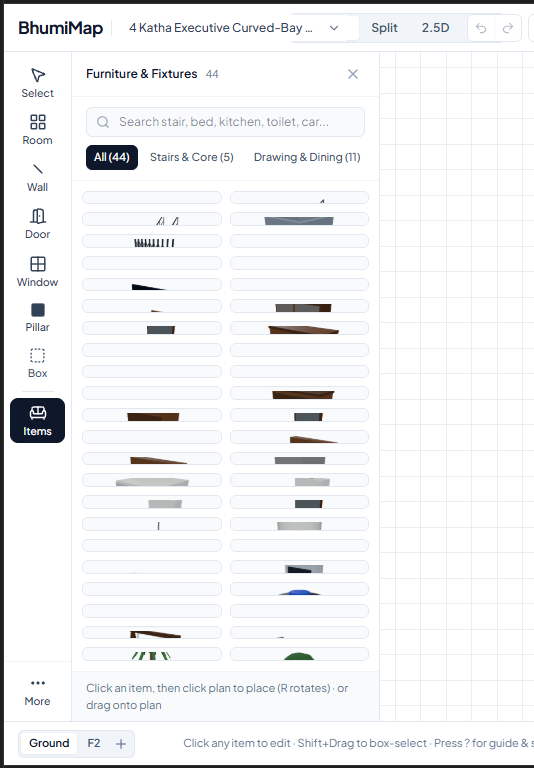 BhumiMap
4 Katha Executive Curved-Bay ...
Split
2.5D
Select
Room
Wall
Door
Window
Pillar
Box
Items
More
Furniture & Fixtures 44
Search stair, bed, kitchen, toilet, car...
All (44)
Stairs & Core (5)
Drawing & Dining (11)
Click an item, then click plan to place (R rotates) · or
drag onto plan
Ground
F2
Click any item to edit · Shift+Drag to box-select · Press ? for guide & s